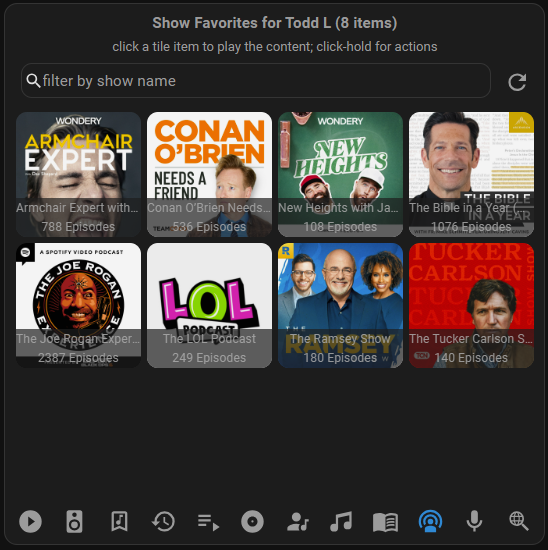 Show Favorites for Todd L (8 items)
click a tile item to play the content; click-hold for actions
filter by show name
WONDERY
ARMCHAIR
EXPERT
Armchair Expert with...
788 Episodes
CONAN
O'BRIEN
NEEDS A
FRIEND
TEAM
Conan O'Brien Needs...
536 Episodes
WONDERY
NEW
HEIGHTS
New Heights with Ja...
108 Episodes
THE BIBLE
IN A YEAR
The Bible in a Year (...
1076 Episodes
A SPOTIFY VIDEO PODCAST
THE JOE ROGAN
EXPERIENCE
The Joe Rogan Exper...
2387 Episodes
LOL
PODCAST
The LOL Podcast
249 Episodes
R
THE
RAMSEY
The Ramsey Show
180 Episodes
TUCKER
CARLSON
TCN
The Tucker Carlson S...
140 Episodes